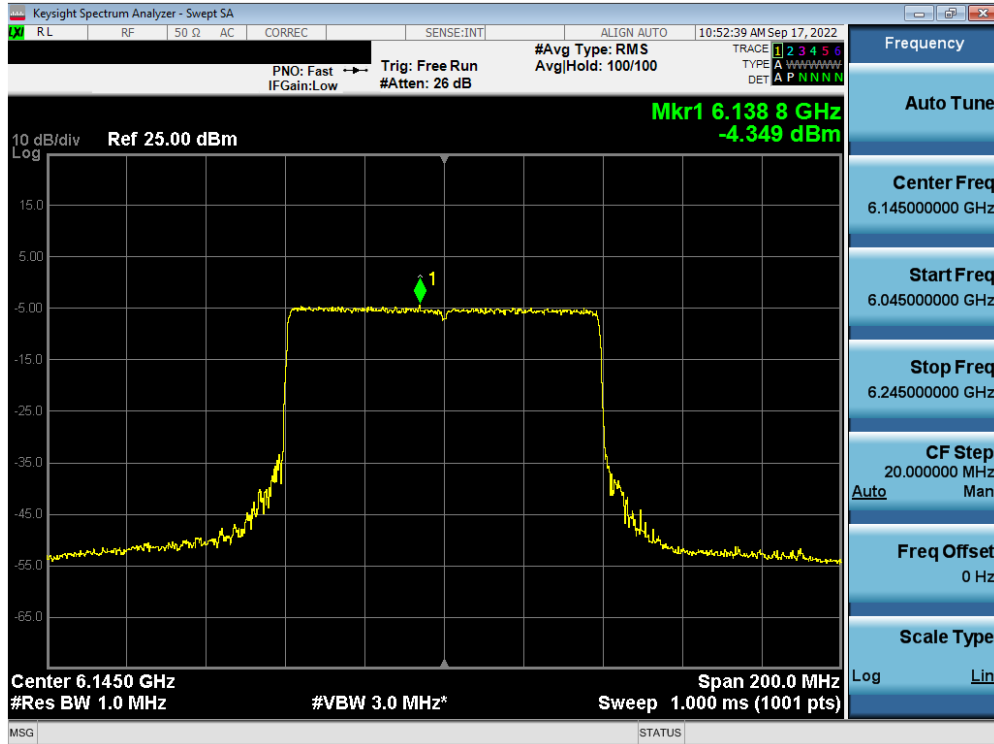 Keysight Spectrum Analyzer - Swept SA
LXI RL RF 50 Ω AC CORREC SENSE:INT ALIGN AUTO 10:52:39 AM Sep 17, 2022
PNO: Fast Trig: Free Run #Avg Type: RMS TRACE 1 2 3 4 5 6
IFGain:Low #Atten: 26 dB Avg|Hold: 100/100 TYPE A WWWWW
DET A P N N N N
Mkr1 6.138 8 GHz
-4.349 dBm
10 dB/div Ref 25.00 dBm
Log
15.0
5.00
-5.00
-15.0
-25.0
-35.0
-45.0
-55.0
-65.0
1
Center 6.1450 GHz Span 200.0 MHz
#Res BW 1.0 MHz #VBW 3.0 MHz* Sweep 1.000 ms (1001 pts)
MSG STATUS
Frequency
Auto Tune
Center Freq
6.145000000 GHz
Start Freq
6.045000000 GHz
Stop Freq
6.245000000 GHz
CF Step
20.000000 MHz
Auto Man
Freq Offset
0 Hz
Scale Type
Log Lin